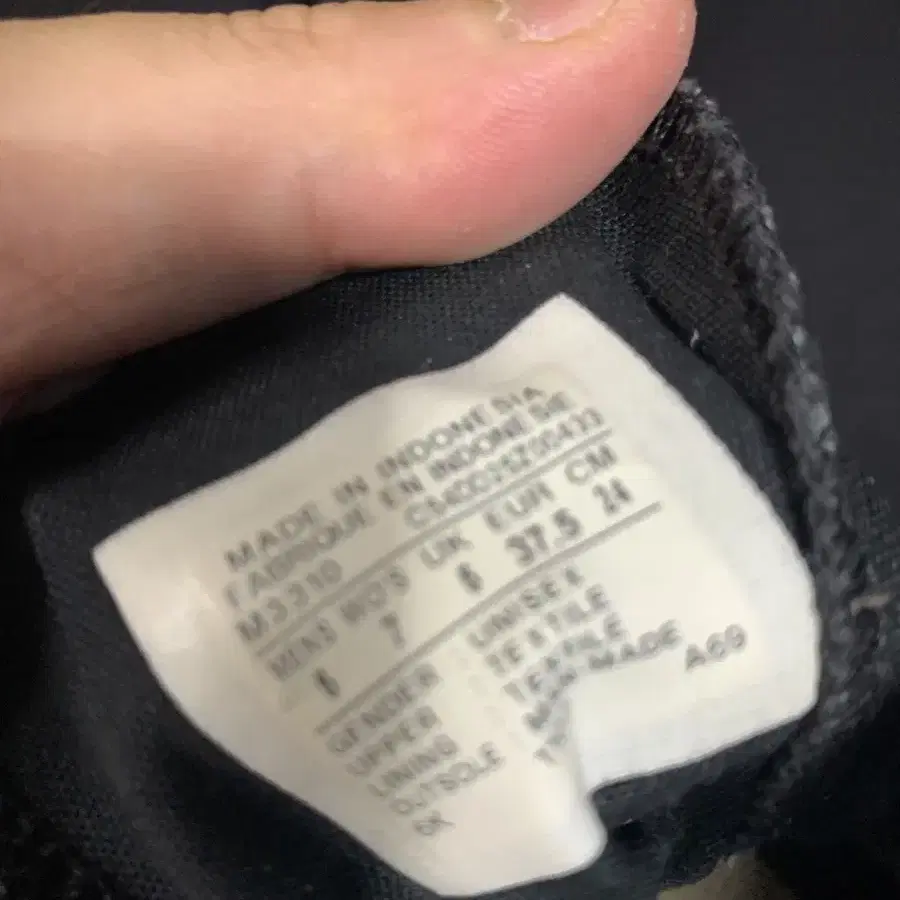 MADE IN INDONESIA
FABRIQUE EN INDONESIE
M3310
MENS WO'S UK EUR CM
6 7 6 37.5 24
GENDER UNISEX
UPPER TEXTILE
LINING TEXTILE
OUTSOLE MADE
A69